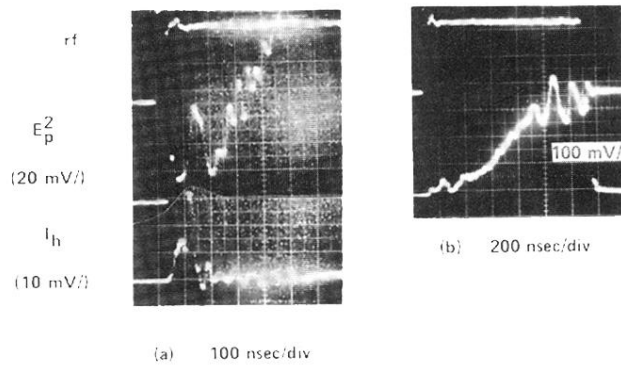 rf
E_p^2
(20 mV/)
I_h
(10 mV/)
(a) 100 nsec/div
100 mV/
(b) 200 nsec/div